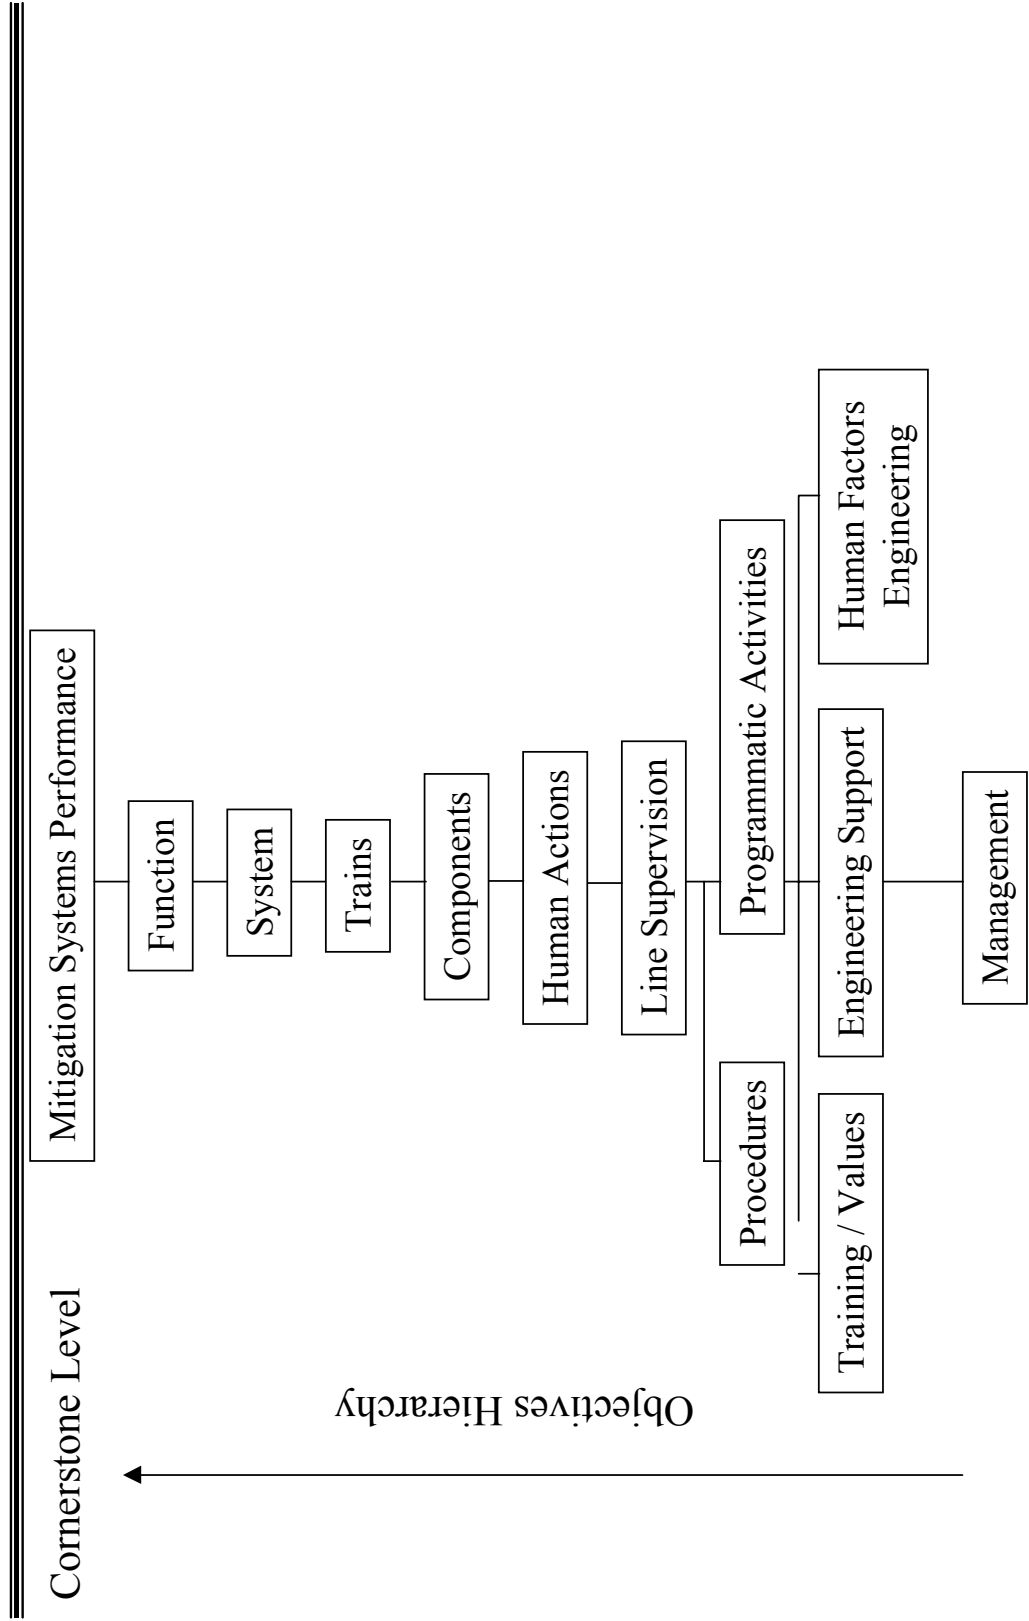 Cornerstone Level
Mitigation Systems Performance
Function
System
Trains
Components
Human Actions
Line Supervision
Procedures
Programmatic Activities
Training / Values
Engineering Support
Human Factors
Engineering
Management
Objectives Hierarchy